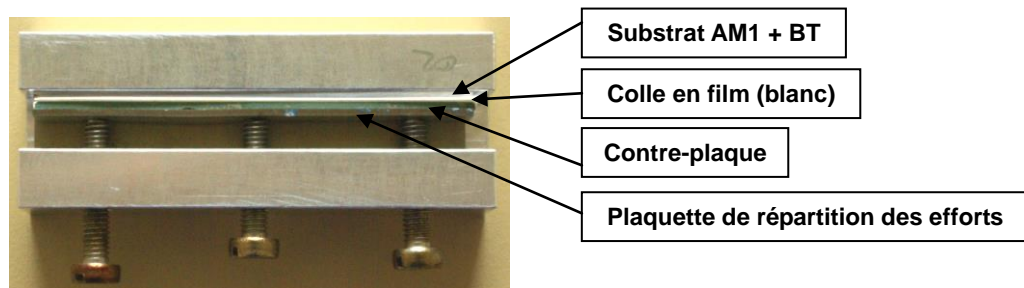 Substrat AM1 + BT
Colle en film (blanc)
Contre-plaque
Plaquette de répartition des efforts